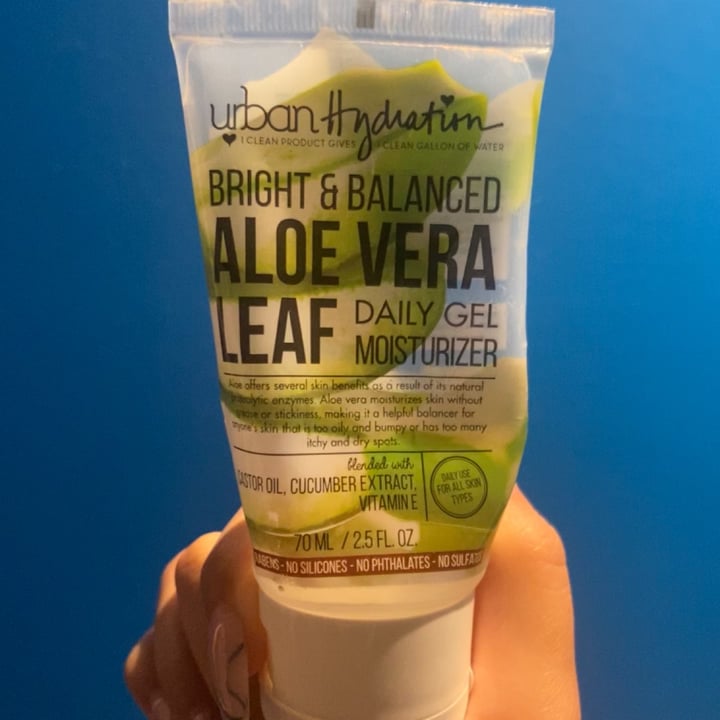 urban Hydration
1 CLEAN PRODUCT GIVES 1 CLEAN GALLON OF WATER
BRIGHT & BALANCED
ALOE VERA
LEAF
DAILY GEL
MOISTURIZER
Aloe offers several skin benefits as a result of its natural
proteolytic enzymes. Aloe vera moisturizes skin without
grease or stickiness, making it a helpful balancer for
anyone's skin that is too oily and bumpy or has too many
itchy and dry spots.
blended with
CASTOR OIL, CUCUMBER EXTRACT,
VITAMIN E
DAILY USE
FOR ALL SKIN
TYPES
70 ML / 2.5 FL. OZ.
- NO SILICONES - NO PHTHALATES - NO